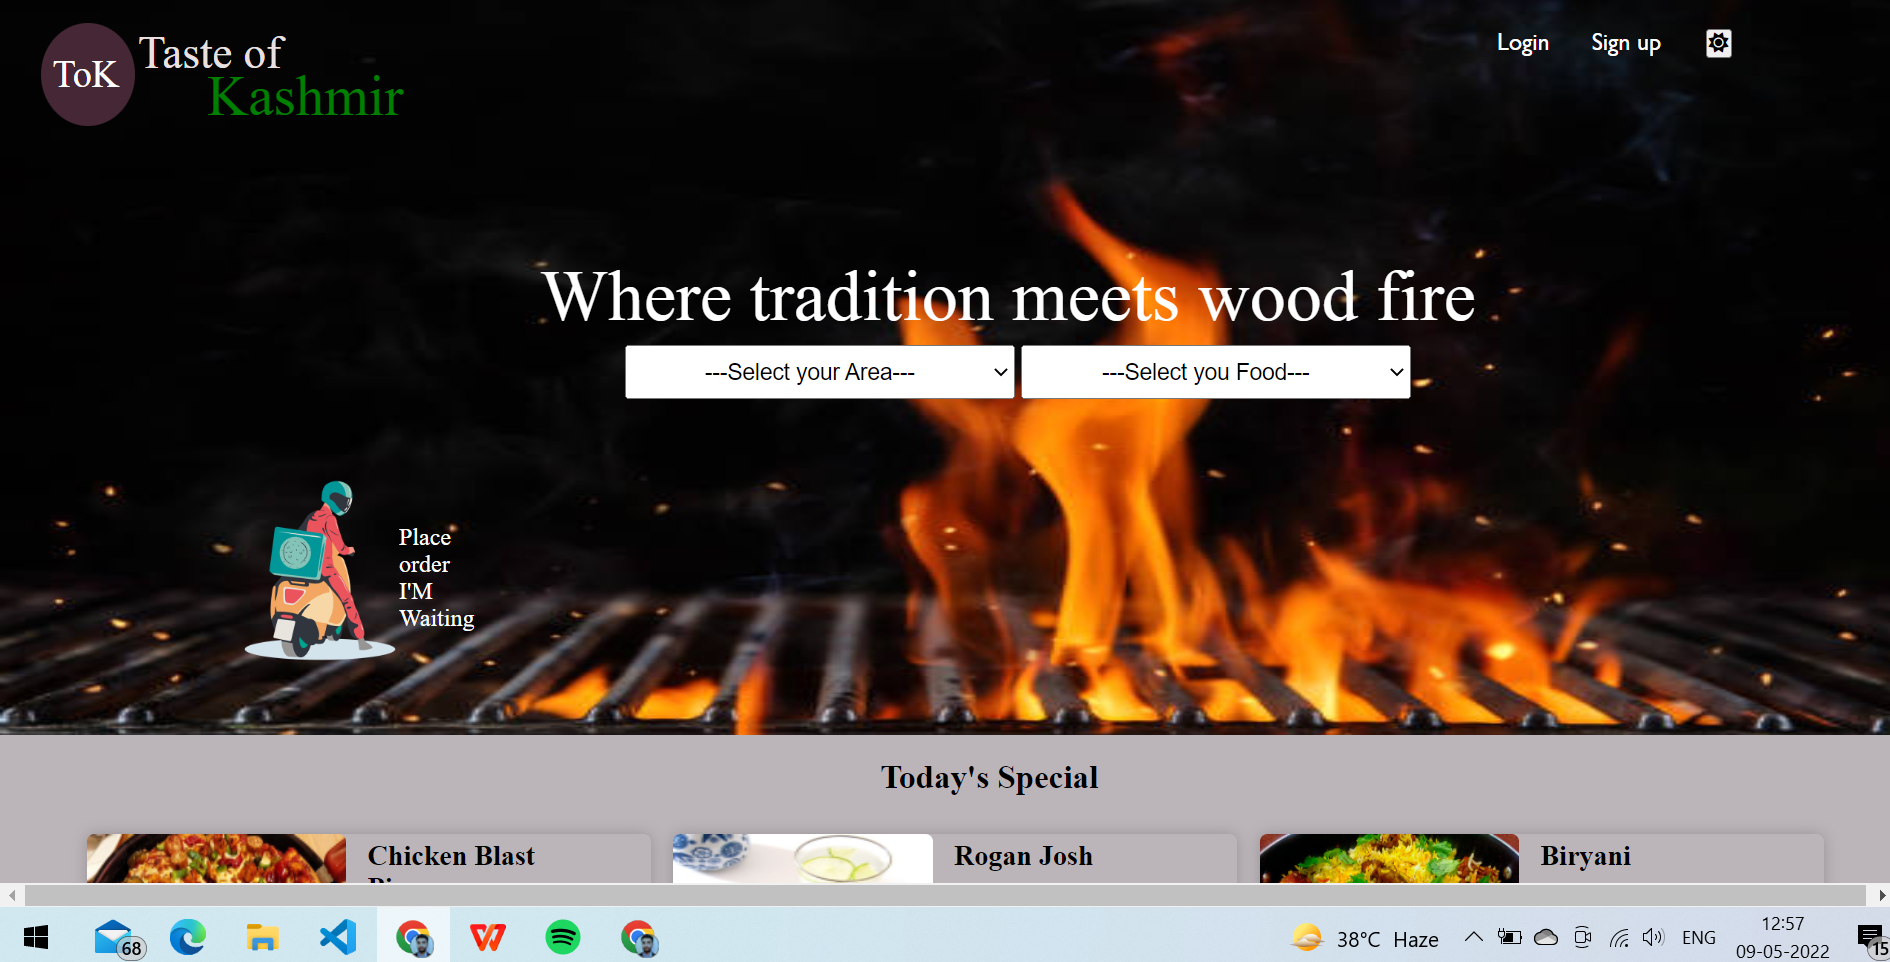 ToK
Taste of
Kashmir
Login
Sign up
Where tradition meets wood fire
---Select your Area---
---Select you Food---
Place
order
I'M
Waiting
Today's Special
Chicken Blast
Rogan Josh
Biryani
68
38°C Haze
ENG
12:57
09-05-2022
15